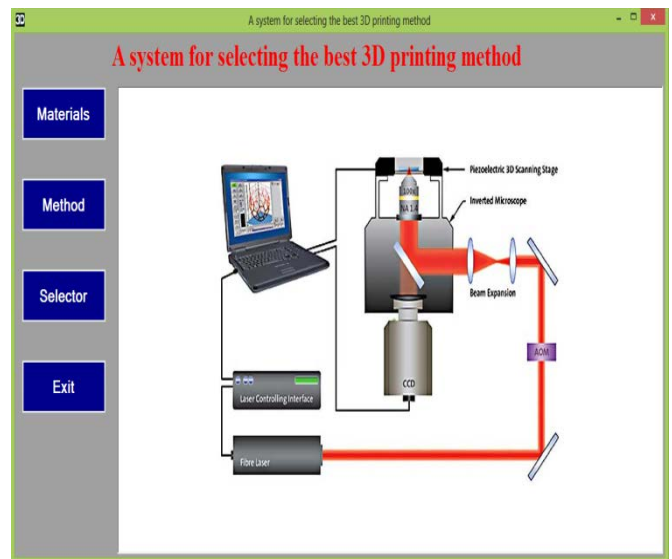 3D
A system for selecting the best 3D printing method
A system for selecting the best 3D printing method
Materials
Method
Selector
Exit
Piezoelectric 3D Scanning Stage
100x
NA 1.4
Inverted Microscope
Beam Expansion
AOM
CCD
Laser Controlling Interface
Fibre Laser